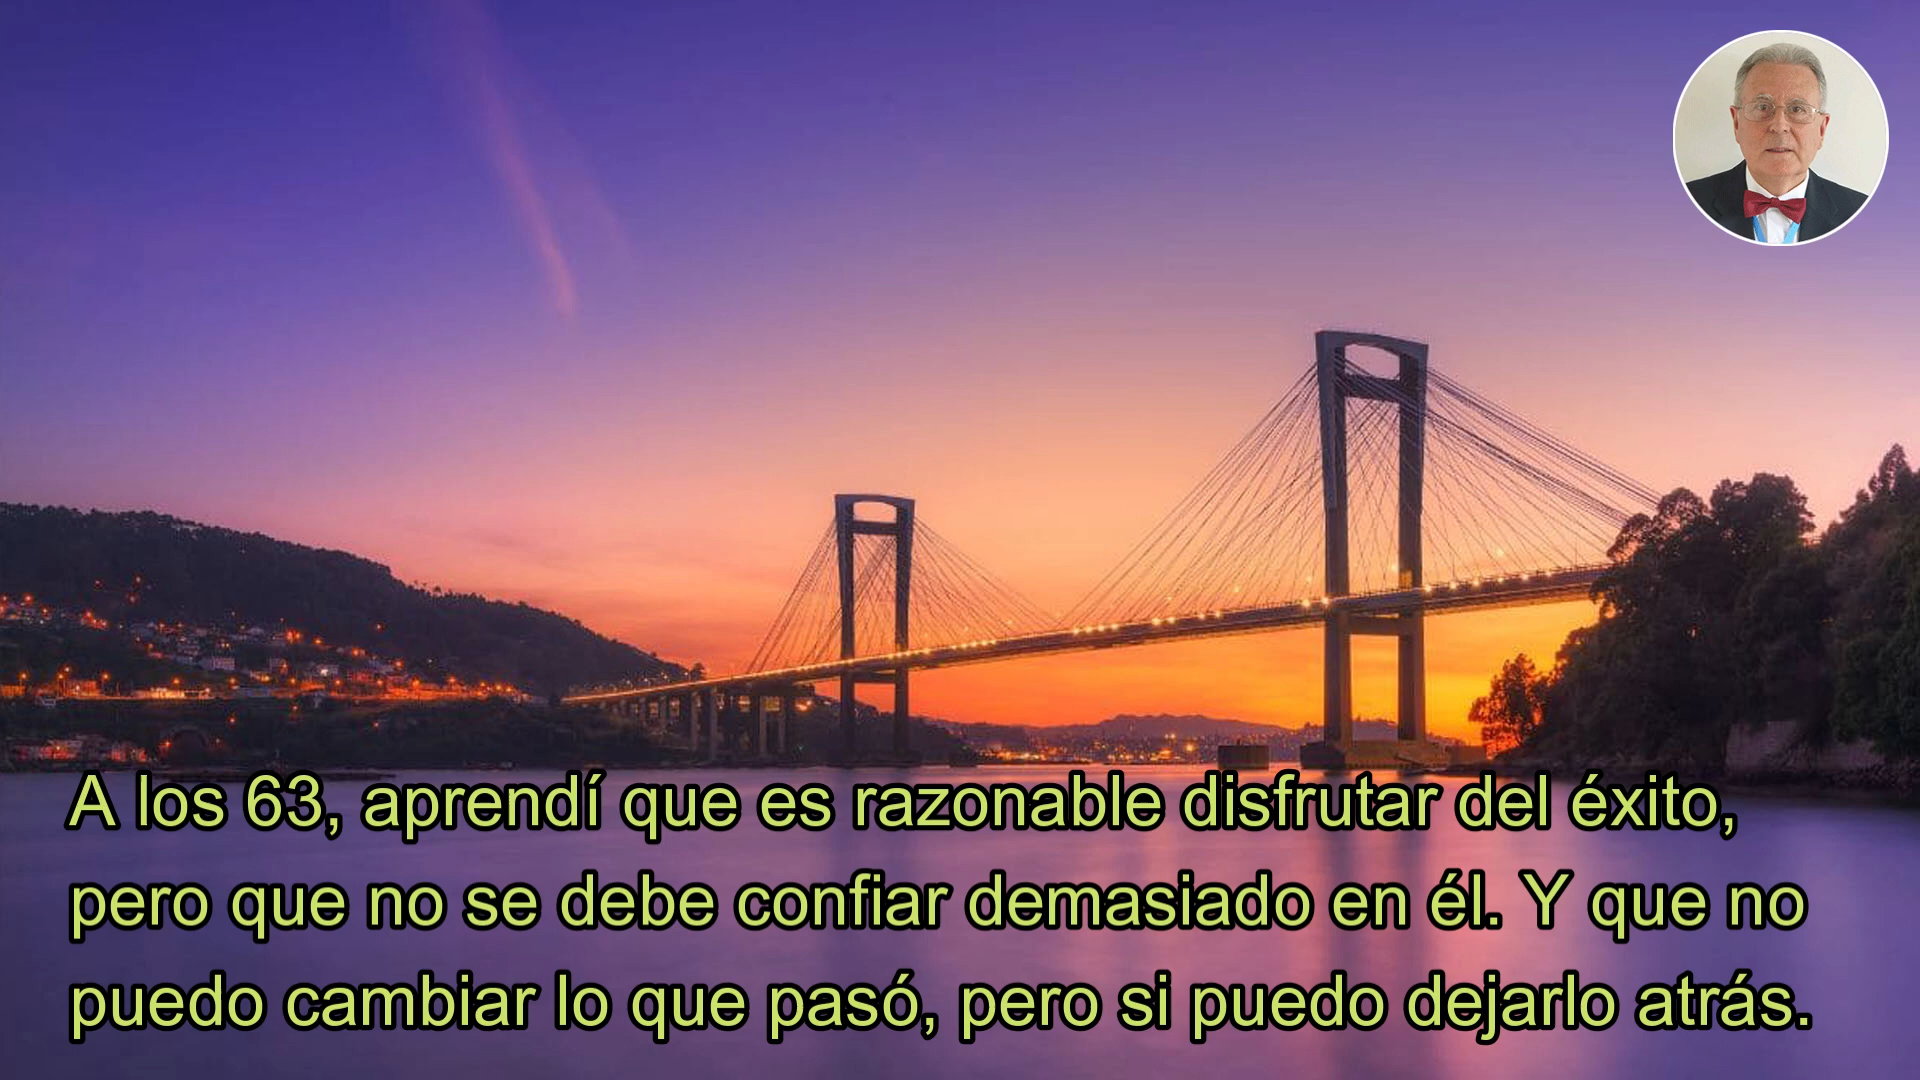 A los 63, aprendí que es razonable disfrutar del éxito,
pero que no se debe confiar demasiado en él. Y que no
puedo cambiar lo que pasó, pero si puedo dejarlo atrás.